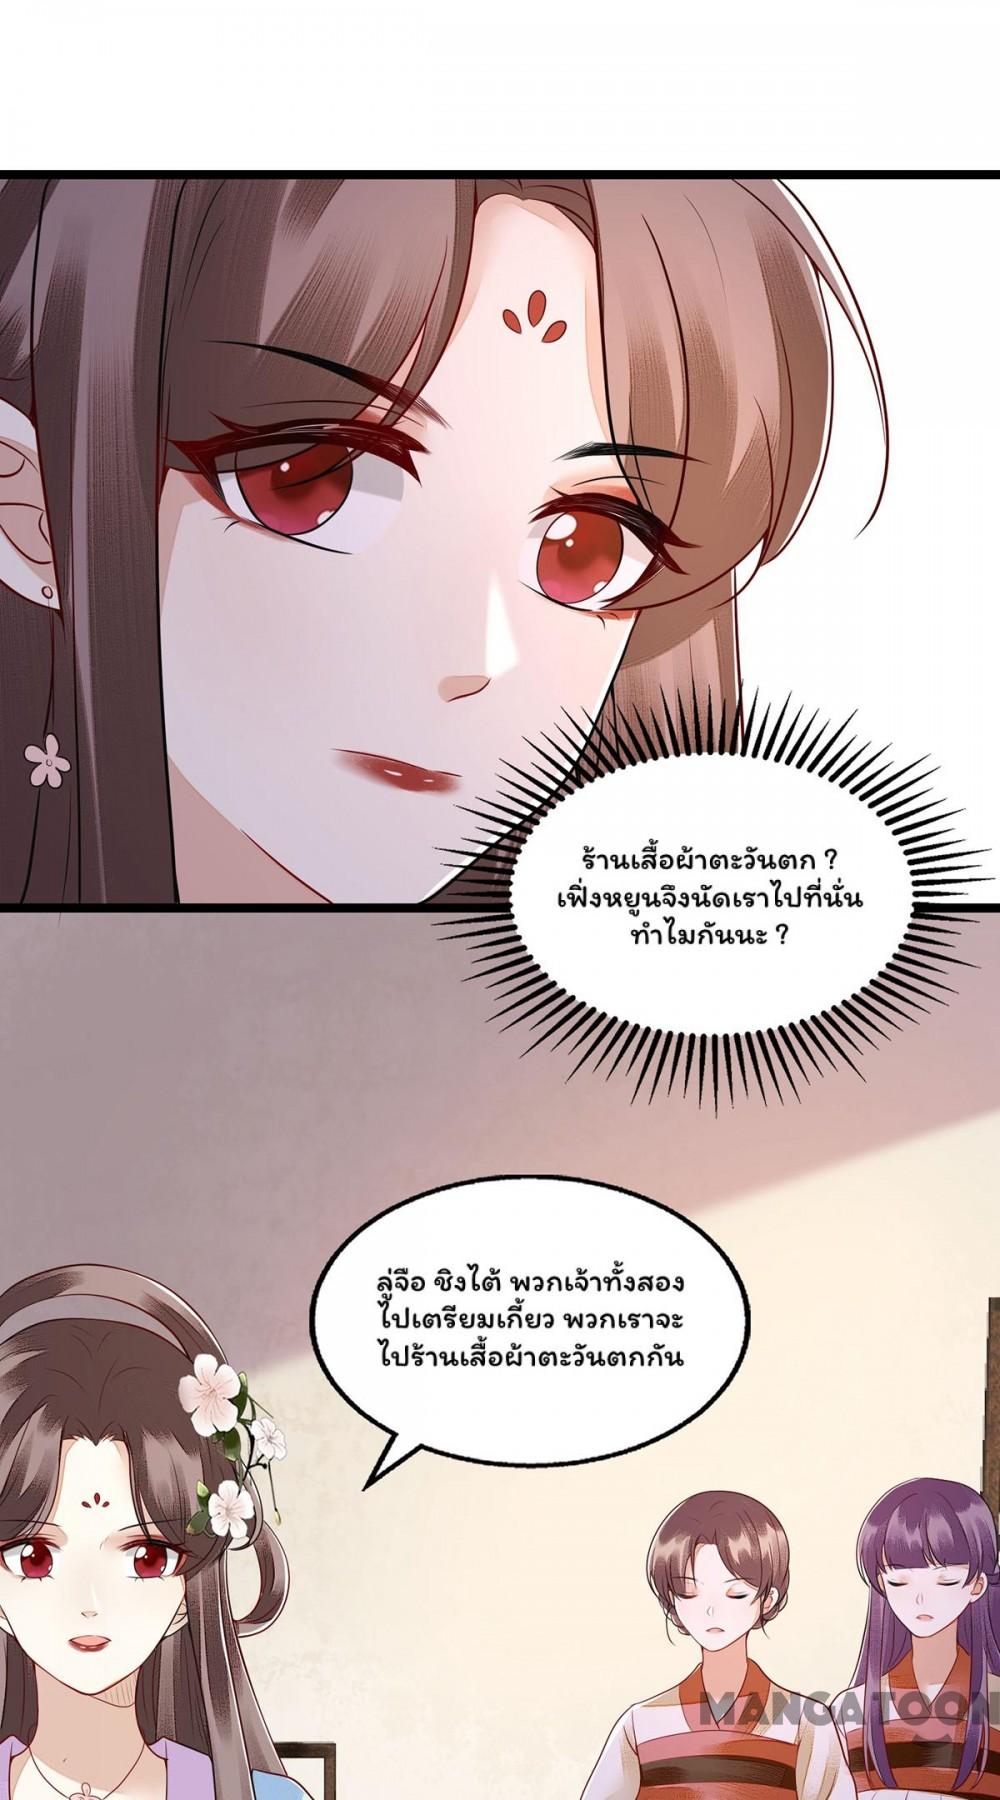 ร้านเสื้อผ้าตะวันตก ?
เฟิ่งหยูนจึงนัดเราไปที่นั่น
ทำไมกันนะ ?
ลู่จือ ชิงไต้ พวกเจ้าทั้งสอง
ไปเตรียมเกี้ยว พวกเราจะ
ไปร้านเสื้อผ้าตะวันตกกัน
MANGATOON